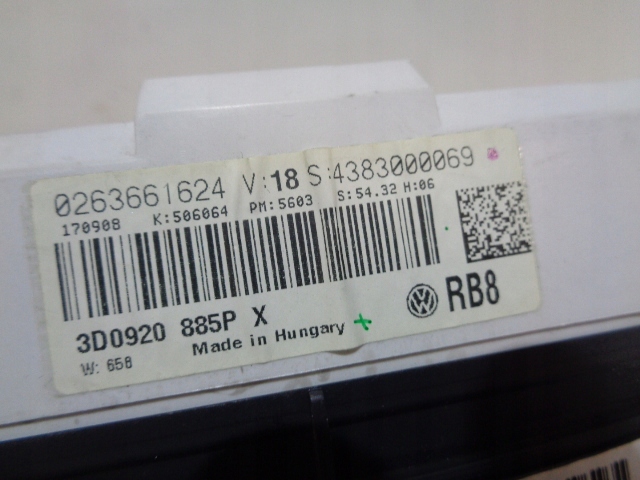 0263661624 V:18 S:4383000069
170908 K:506064 PM:5603 S:54.32 H:06
3D0920 885P X RB8
W: 658 Made in Hungary